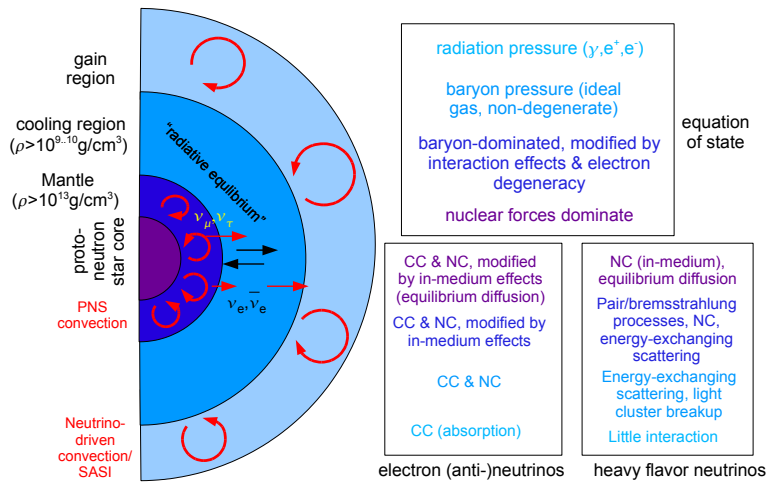 gain
region
cooling region
(ρ>10^9..10 g/cm^3)
Mantle
(ρ>10^13 g/cm^3)
proto-
neutron
star core
PNS
convection
Neutrino-
driven
convection/
SASI
"radiative equlibrium"
ν_μ,ν_τ
ν_e,ν̅_e
radiation pressure (γ,e^+,e^-)
baryon pressure (ideal
gas, non-degenerate)
baryon-dominated, modified by
interaction effects & electron
degeneracy
nuclear forces dominate
equation
of state
CC & NC, modified
by in-medium effects
(equilibrium diffusion)
CC & NC, modified by
in-medium effects
CC & NC
CC (absorption)
electron (anti-)neutrinos
NC (in-medium),
equilibrium diffusion
Pair/bremsstrahlung
processes, NC,
energy-exchanging
scattering
Energy-exchanging
scattering, light
cluster breakup
Little interaction
heavy flavor neutrinos